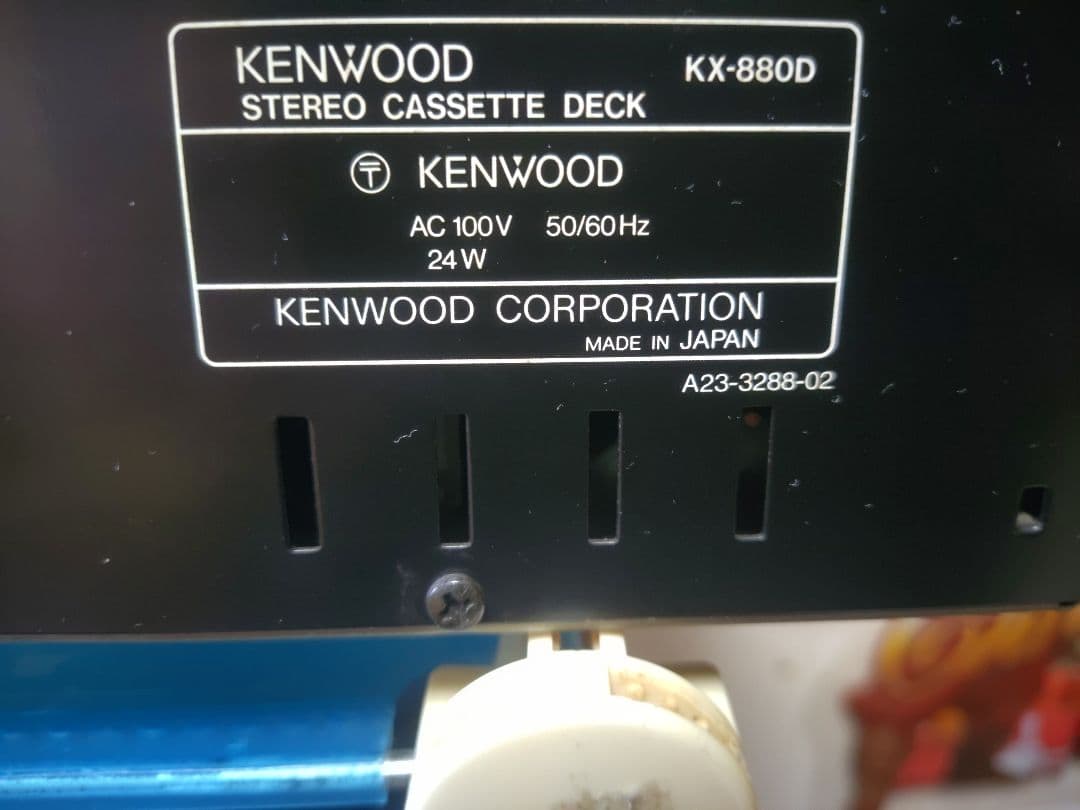 KENWOOD KX-880D
STEREO CASSETTE DECK
〒 KENWOOD
AC 100V 50/60Hz
24W
KENWOOD CORPORATION
MADE IN JAPAN
A23-3288-02